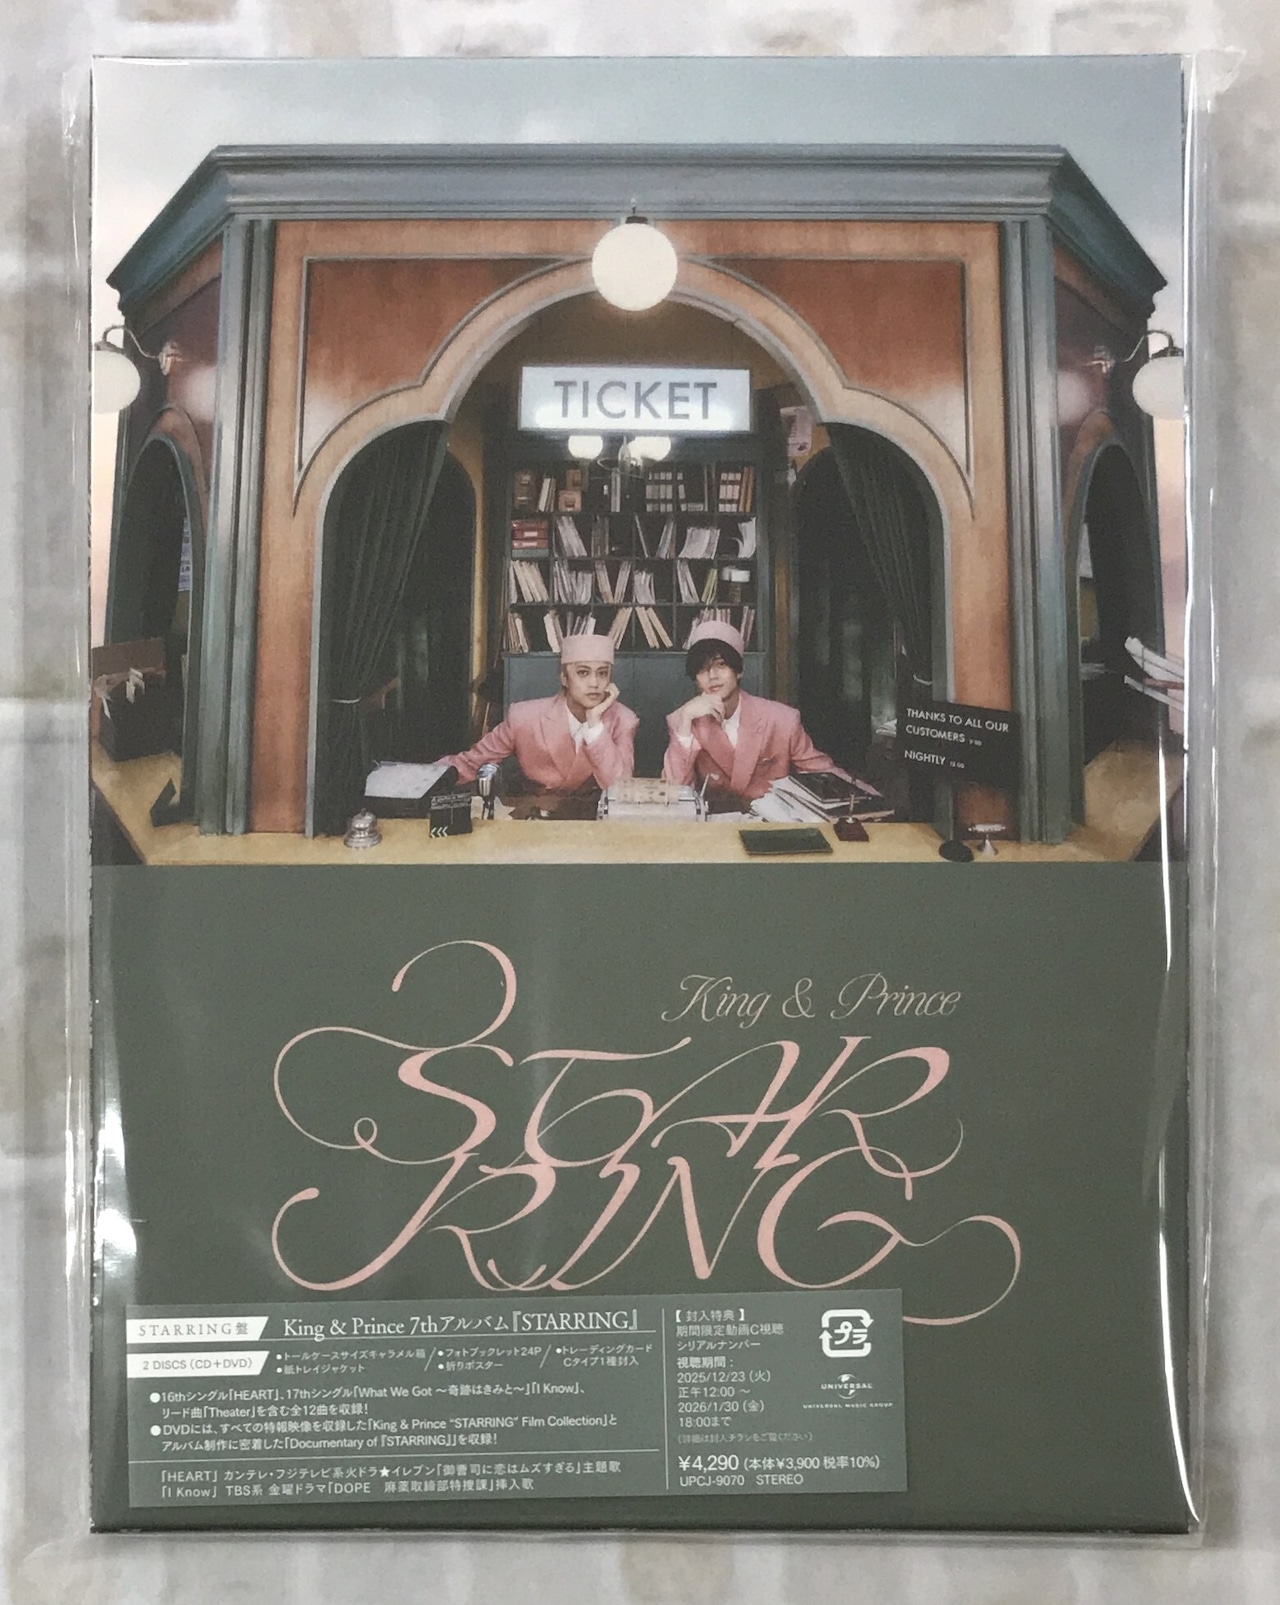 TICKET
THANKS TO ALL OUR
CUSTOMERS
NIGHTLY
King & Prince
STAR
RING
STARRING盤
King & Prince 7thアルバム『STARRING』
2 DISCS (CD+DVD)
●トールケースサイズキャラメル箱
●紙トレイジャケット
●フォトブックレット24P
●折りポスター
●トレーディングカード
Cタイプ1種封入
●16thシングル「HEART」、17thシングル「What We Got ～奇跡はきみと～」「I Know」、
リード曲「Theater」を含む全12曲を収録!
●DVDには、すべての特報映像を収録した「King & Prince “STARRING” Film Collection」と
アルバム制作に密着した「Documentary of 『STARRING』」を収録!
「HEART」 カンテレ・フジテレビ系火ドラ★イレブン「御曹司に恋はムズすぎる」主題歌
「I Know」 TBS系 金曜ドラマ「DOPE 麻薬取締部特捜課」挿入歌
【 封入特典 】
期間限定動画C視聴
シリアルナンバー
視聴期間：
2025/12/23 (火)
正午12:00 ～
2026/1/30 (金)
18:00まで
(詳細は封入チラシをご覧ください)
¥4,290 (本体¥3,900 税率10%)
UPCJ-9070 STEREO
プラ
UNIVERSAL
UNIVERSAL MUSIC GROUP